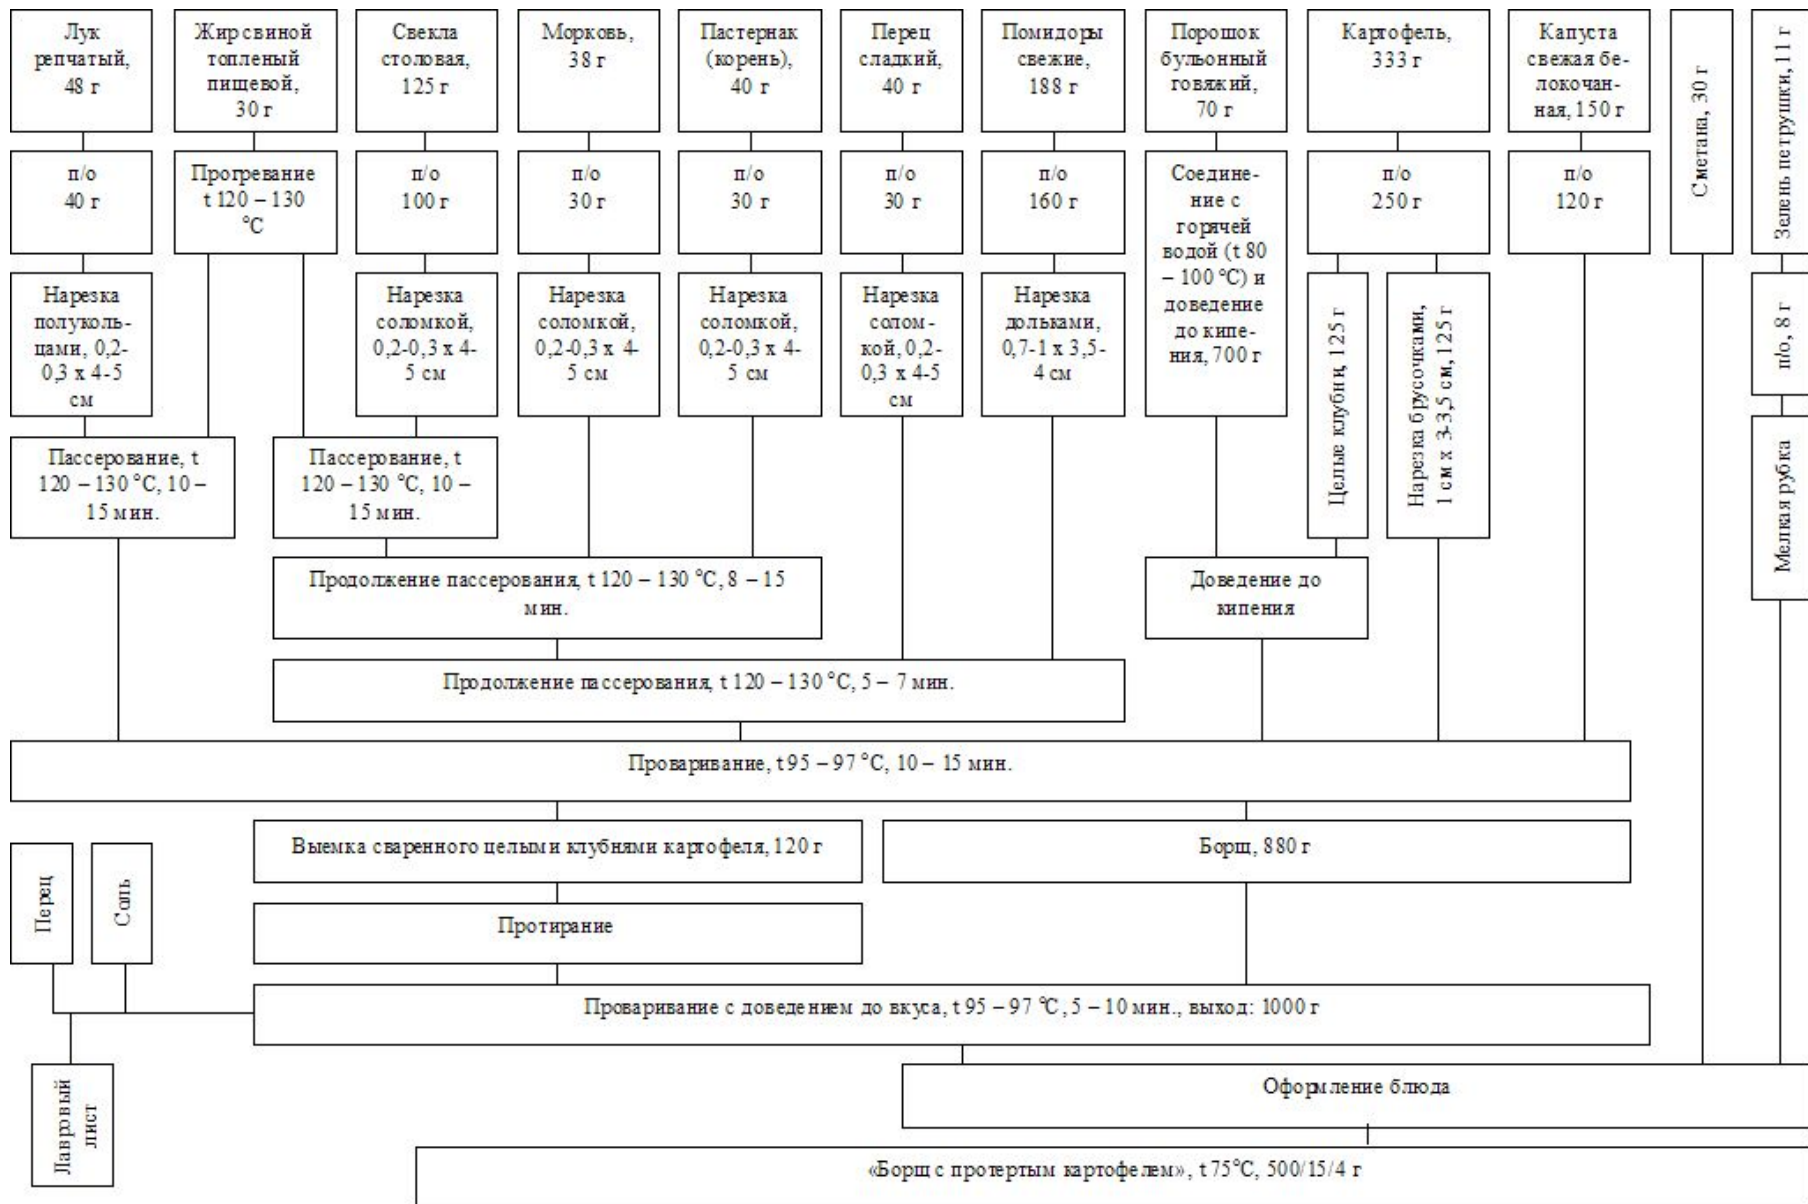 Лук
репчатый,
48 г
Жир свиной
топленый
пищевой,
30 г
Свекла
столовая,
125 г
Морковь,
38 г
Пастернак
(корень),
40 г
Перец
сладкий,
40 г
Помидоры
свежие,
188 г
Порошок
бульонный
говяжий,
70 г
Картофель,
333 г
Капуста
свежая бе-
локочан-
ная, 150 г
Сметана, 30 г
Зелень петрушки, 11 г
п/о
40 г
Прогревание
t 120 – 130
°С
п/о
100 г
п/о
30 г
п/о
30 г
п/о
30 г
п/о
160 г
Соедине-
ние с
горячей
водой (t 80
– 100 °С) и
доведение
до кипе-
ния, 700 г
п/о
250 г
п/о
120 г
Нарезка
полуколь-
цами, 0,2-
0,3 х 4-5
см
Нарезка
соломкой,
0,2-0,3 х 4-
5 см
Нарезка
соломкой,
0,2-0,3 х 4-
5 см
Нарезка
соломкой,
0,2-0,3 х 4-
5 см
Нарезка
солом-
кой, 0,2-
0,3 х 4-5
см
Нарезка
дольками,
0,7-1 х 3,5-
4 см
Целые клубни, 125 г
Нарезка брусочками,
1 см х 3-3,5 см, 125 г
п/о, 8 г
Пассерование, t
120 – 130 °С, 10 –
15 мин.
Пассерование, t
120 – 130 °С, 10 –
15 мин.
Мелкая рубка
Продолжение пассерования, t 120 – 130 °С, 8 – 15
мин.
Доведение до
кипения
Продолжение пассерования, t 120 – 130 °С, 5 – 7 мин.
Проваривание, t 95 – 97 °С, 10 – 15 мин.
Выемка сваренного целыми клубнями картофеля, 120 г
Борщ, 880 г
Перец
Соль
Протирание
Проваривание с доведением до вкуса, t 95 – 97 °С, 5 – 10 мин., выход: 1000 г
Лавровый
лист
Оформление блюда
«Борщ с протертым картофелем», t 75°С, 500/15/4 г